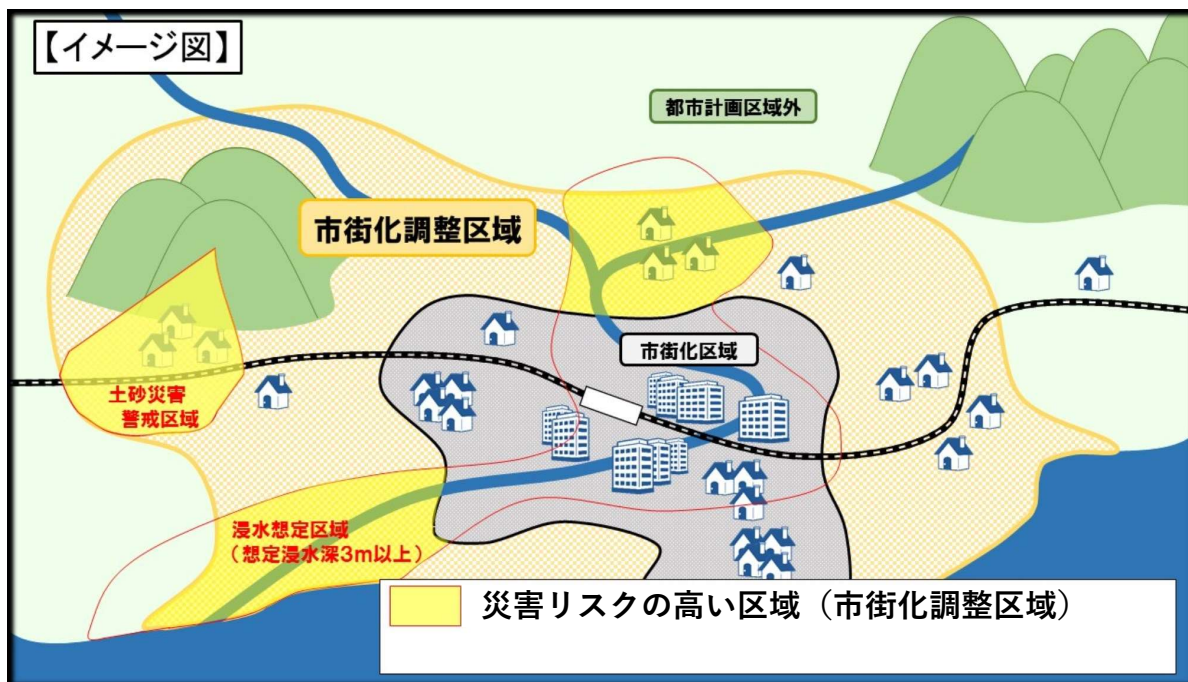 【イメージ図】
都市計画区域外
市街化調整区域
市街化区域
土砂災害
警戒区域
浸水想定区域
（想定浸水深3m以上）
災害リスクの高い区域（市街化調整区域）